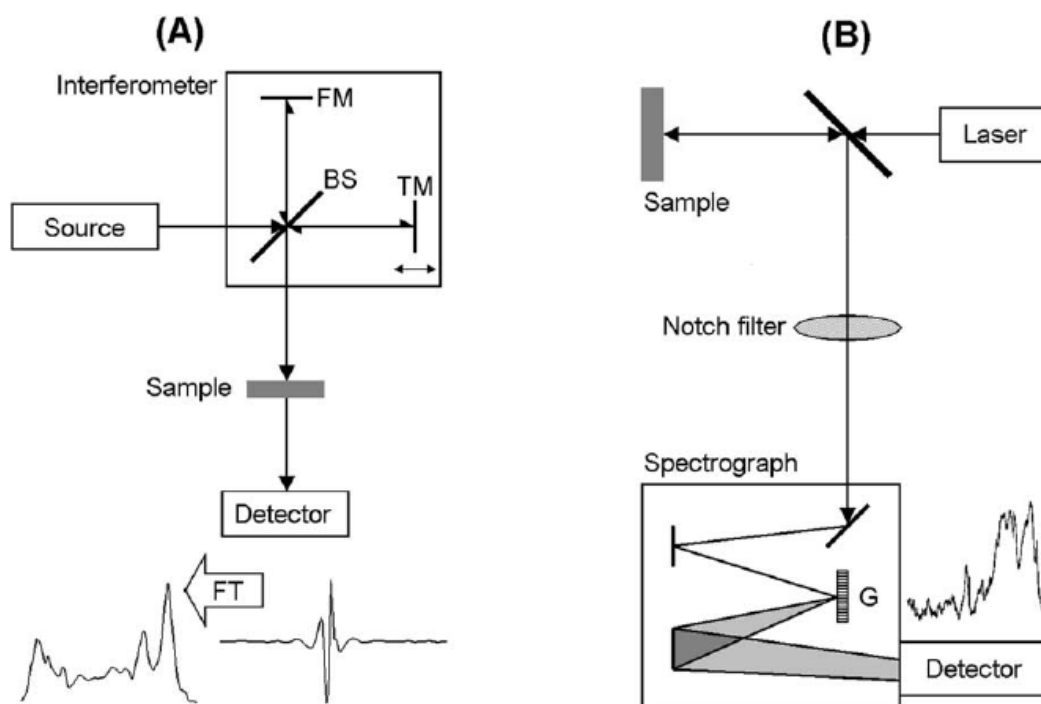 (A)
Interferometer
FM
BS
TM
Source
Sample
Detector
FT
(B)
Laser
Sample
Notch filter
Spectrograph
G
Detector